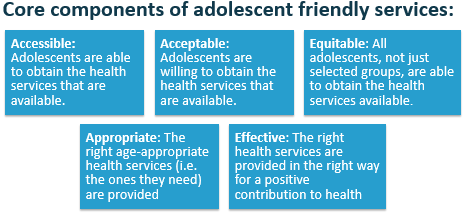 Core components of adolescent friendly services:
Accessible:
Adolescents are able
to obtain the health
services that are
available.
Acceptable:
Adolescents are
willing to obtain the
health services that
are available.
Equitable: All
adolescents, not just
selected groups, are able
to obtain the health
services available.
Appropriate: The
right age-appropriate
health services (i.e.
the ones they need)
are provided
Effective: The right
health services are
provided in the right way
for a positive
contribution to health